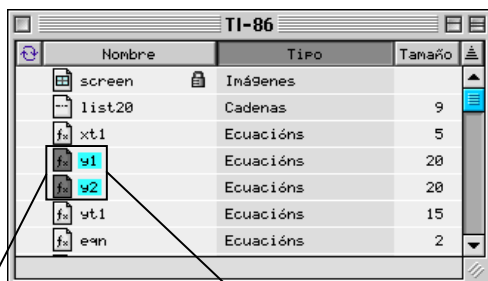 TI-86
Nombre Tipo Tamaño
screen Imágenes
list20 Cadenas 9
xt1 Ecuacións 5
y1 Ecuacións 20
y2 Ecuacións 20
yt1 Ecuacións 15
eqn Ecuacións 2